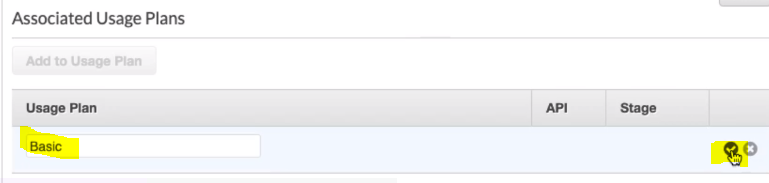 Associated Usage Plans
Add to Usage Plan
Usage Plan API Stage
Basic